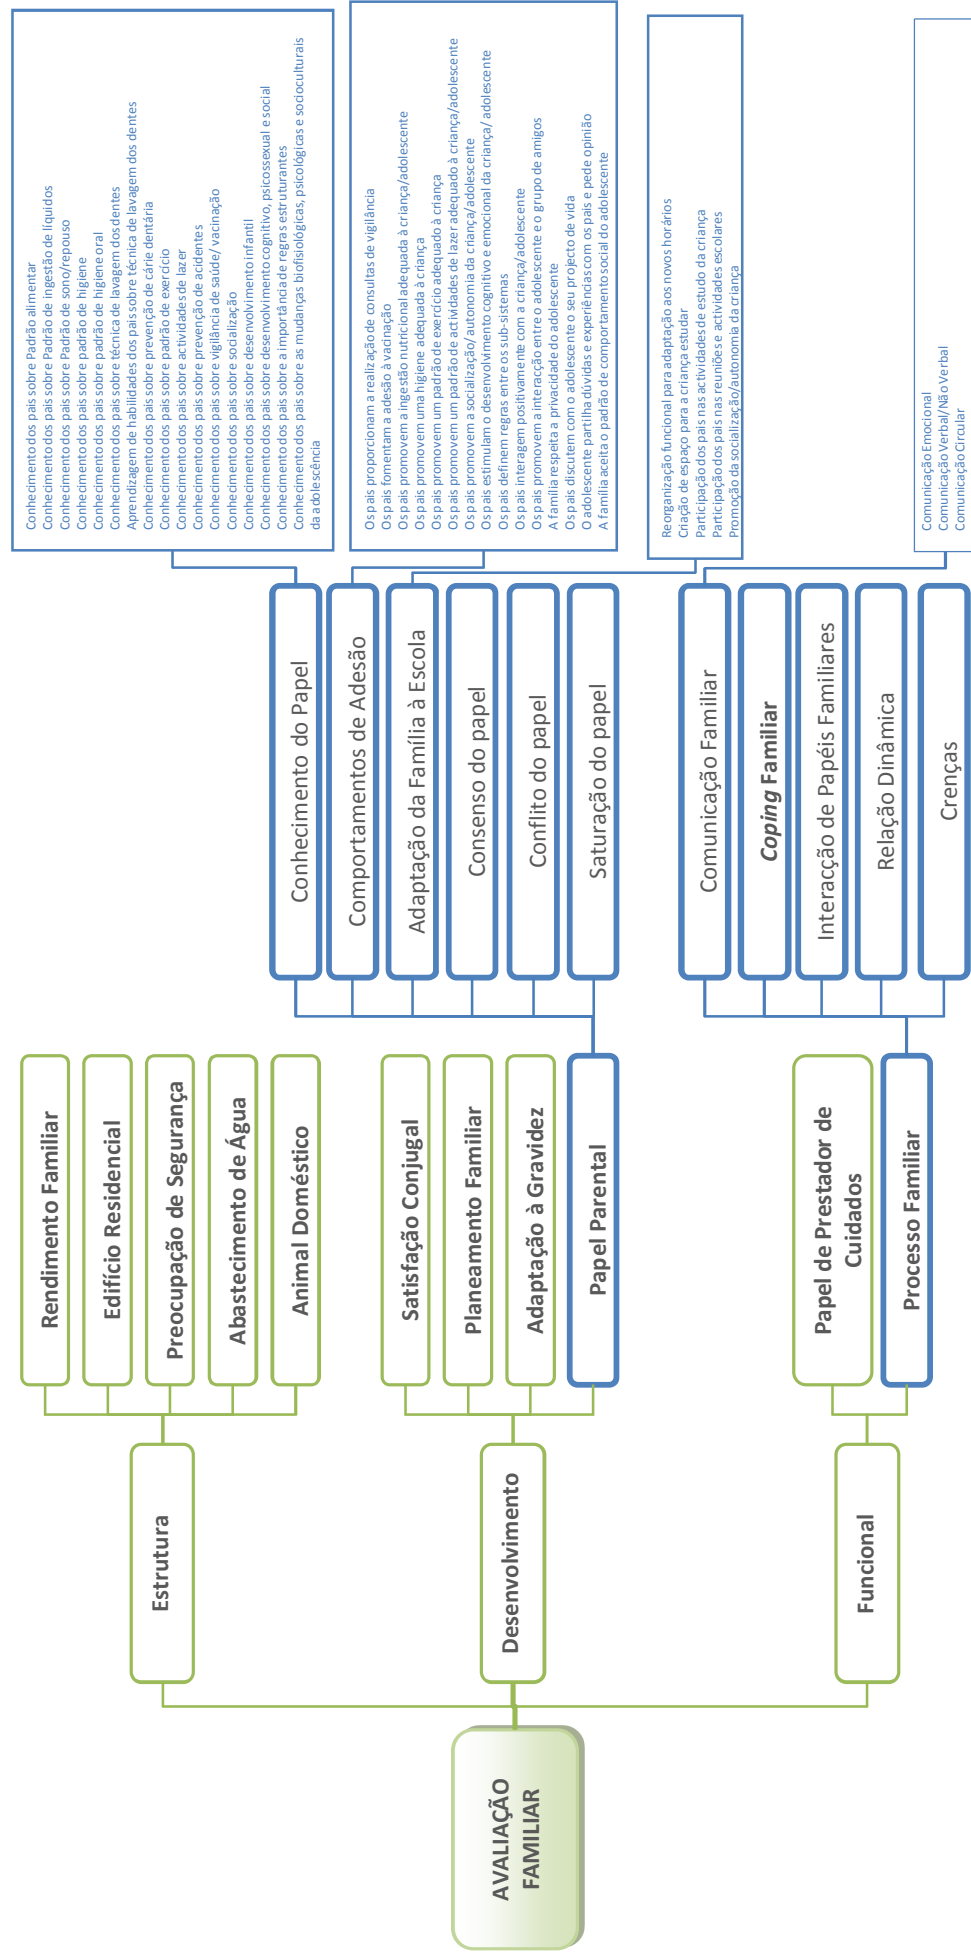 AVALIAÇÃO
FAMILIAR
Estrutura
Rendimento Familiar
Edifício Residencial
Preocupação de Segurança
Abastecimento de Água
Animal Doméstico
Desenvolvimento
Satisfação Conjugal
Planeamento Familiar
Adaptação à Gravidez
Papel Parental
Conhecimento do Papel
Conhecimento dos pais sobre Padrão alimentar
Conhecimento dos pais sobre Padrão de ingestão de líquidos
Conhecimento dos pais sobre Padrão de sono/repouso
Conhecimento dos pais sobre padrão de higiene
Conhecimento dos pais sobre padrão de higiene oral
Conhecimento dos pais sobre técnica de lavagem dos dentes
Aprendizagem de habilidades dos pais sobre técnica de lavagem dos dentes
Conhecimento dos pais sobre prevenção de cárie dentária
Conhecimento dos pais sobre padrão de exercício
Conhecimento dos pais sobre actividades de lazer
Conhecimento dos pais sobre prevenção de acidentes
Conhecimento dos pais sobre vigilância de saúde/ vacinação
Conhecimento dos pais sobre socialização
Conhecimento dos pais sobre desenvolvimento infantil
Conhecimento dos pais sobre desenvolvimento cognitivo, psicossexual e social
Conhecimento dos pais sobre a importância de regras estruturantes
Conhecimento dos pais sobre as mudanças biofisiológicas, psicológicas e socioculturais
da adolescência
Comportamentos de Adesão
Os pais proporcionam a realização de consultas de vigilância
Os pais fomentam a adesão à vacinação
Os pais promovem a ingestão nutricional adequada à criança/adolescente
Os pais promovem uma higiene adequada à criança
Os pais promovem um padrão de exercício adequado à criança
Os pais promovem um padrão de actividades de lazer adequado à criança/adolescente
Os pais promovem a socialização/ autonomia da criança/adolescente
Os pais estimulam o desenvolvimento cognitivo e emocional da criança/ adolescente
Os pais definem regras entre os sub-sistemas
Os pais interagem positivamente com a criança/adolescente
Os pais promovem a interacção entre o adolescente e o grupo de amigos
A família respeita a privacidade do adolescente
Os pais discutem com o adolescente o seu projecto de vida
O adolescente partilha dúvidas e experiências com os pais e pede opinião
A família aceita o padrão de comportamento social do adolescente
Adaptação da Família à Escola
Reorganização funcional para adaptação aos novos horários
Criação de espaço para a criança estudar
Participação dos pais nas actividades de estudo da criança
Participação dos pais nas reuniões e actividades escolares
Promoção da socialização/autonomia da criança
Consenso do papel
Conflito do papel
Saturação do papel
Funcional
Papel de Prestador de
Cuidados
Processo Familiar
Comunicação Familiar
Comunicação Emocional
Comunicação Verbal/Não Verbal
Comunicação Circular
Coping Familiar
Interacção de Papéis Familiares
Relação Dinâmica
Crenças